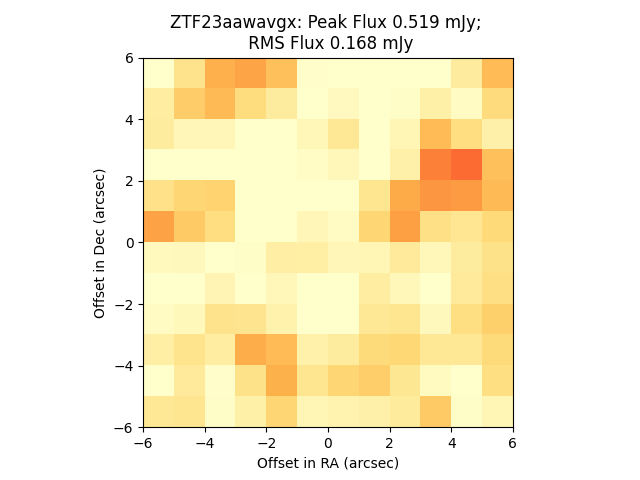 ZTF23aawavgx: Peak Flux 0.519 mJy;
RMS Flux 0.168 mJy
6
4
2
0
−2
−4
−6
Offset in Dec (arcsec)
−6 −4 −2 0 2 4 6
Offset in RA (arcsec)